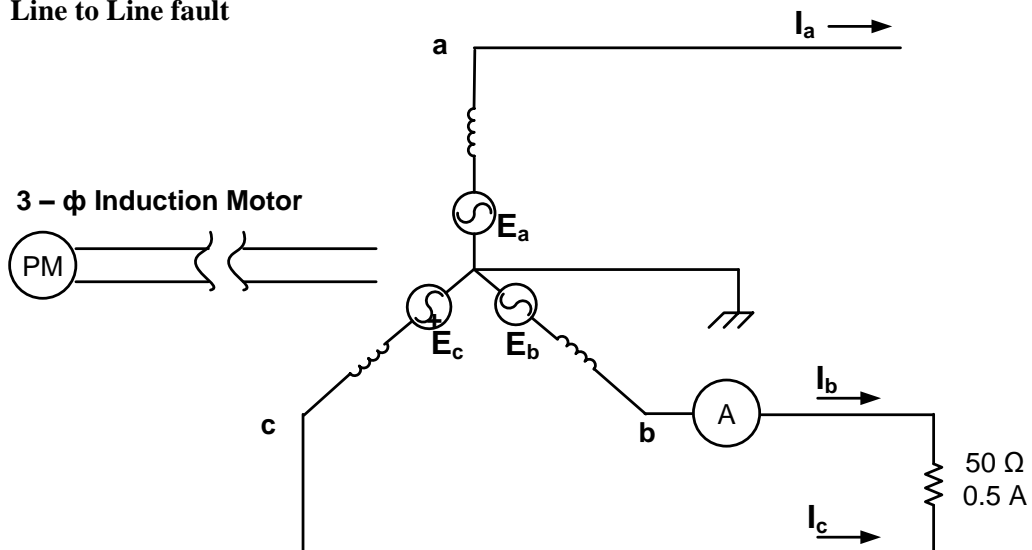 Line to Line fault
Ia
a
3 – ф Induction Motor
PM
Ea
+
Ec
Eb
Ib
c
b
A
50 Ω
0.5 A
Ic